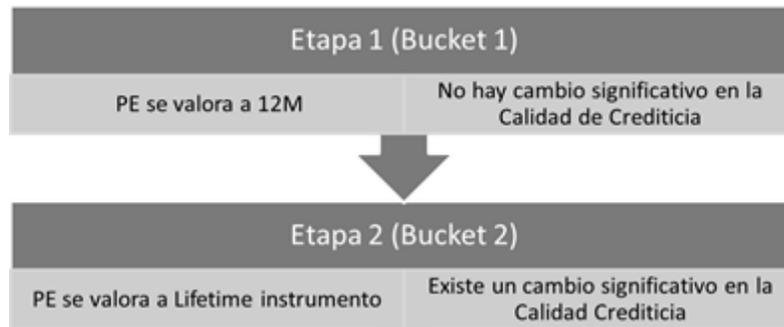 Etapa 1 (Bucket 1)
PE se valora a 12M
No hay cambio significativo en la
Calidad de Crediticia
Etapa 2 (Bucket 2)
PE se valora a Lifetime instrumento
Existe un cambio significativo en la
Calidad Crediticia